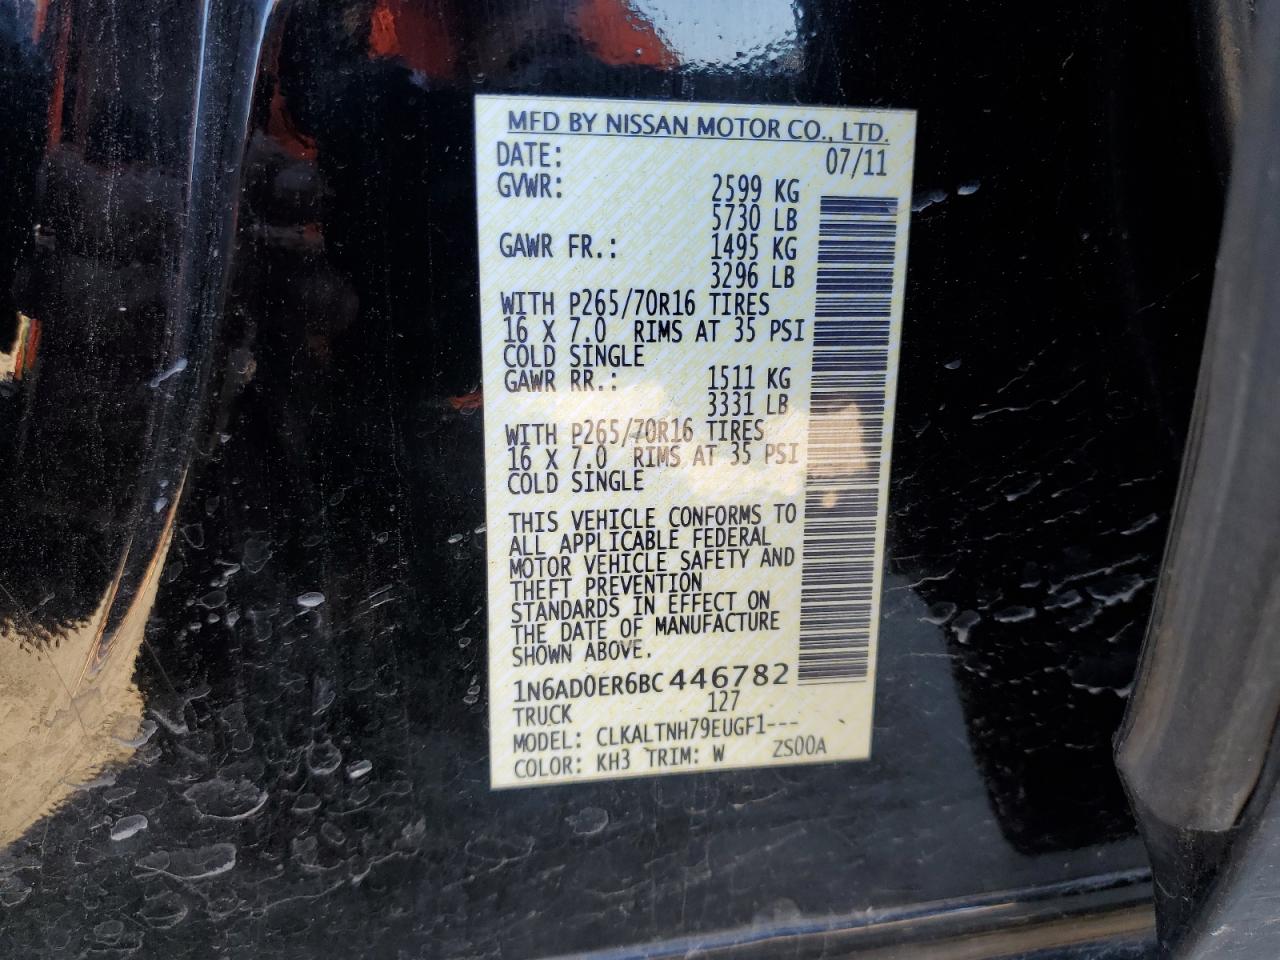 MFD BY NISSAN MOTOR CO., LTD.
DATE: 07/11
GVWR: 2599 KG
5730 LB
GAWR FR.: 1495 KG
3296 LB
WITH P265/70R16 TIRES
16 X 7.0 RIMS AT 35 PSI
COLD SINGLE
GAWR RR.: 1511 KG
3331 LB
WITH P265/70R16 TIRES
16 X 7.0 RIMS AT 35 PSI
COLD SINGLE
THIS VEHICLE CONFORMS TO
ALL APPLICABLE FEDERAL
MOTOR VEHICLE SAFETY AND
THEFT PREVENTION
STANDARDS IN EFFECT ON
THE DATE OF MANUFACTURE
SHOWN ABOVE.
1N6AD0ER6BC 446782
TRUCK 127
MODEL: CLKALTNH79EUGF1---
COLOR: KH3 TRIM: W ZS00A